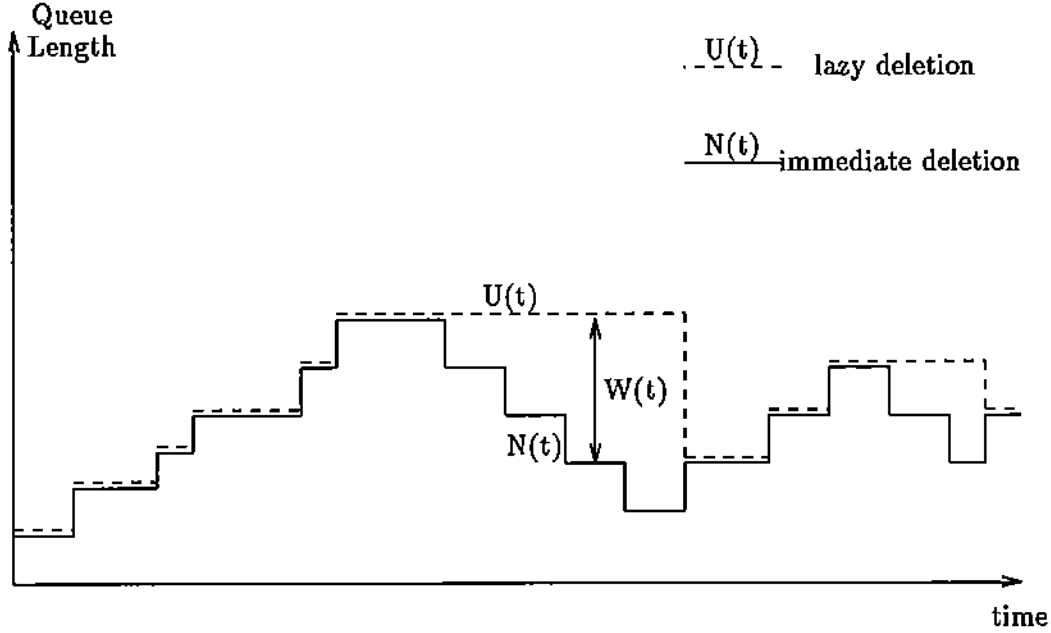 Queue
Length
U(t)
lazy deletion
N(t)
immediate deletion
U(t)
W(t)
N(t)
time